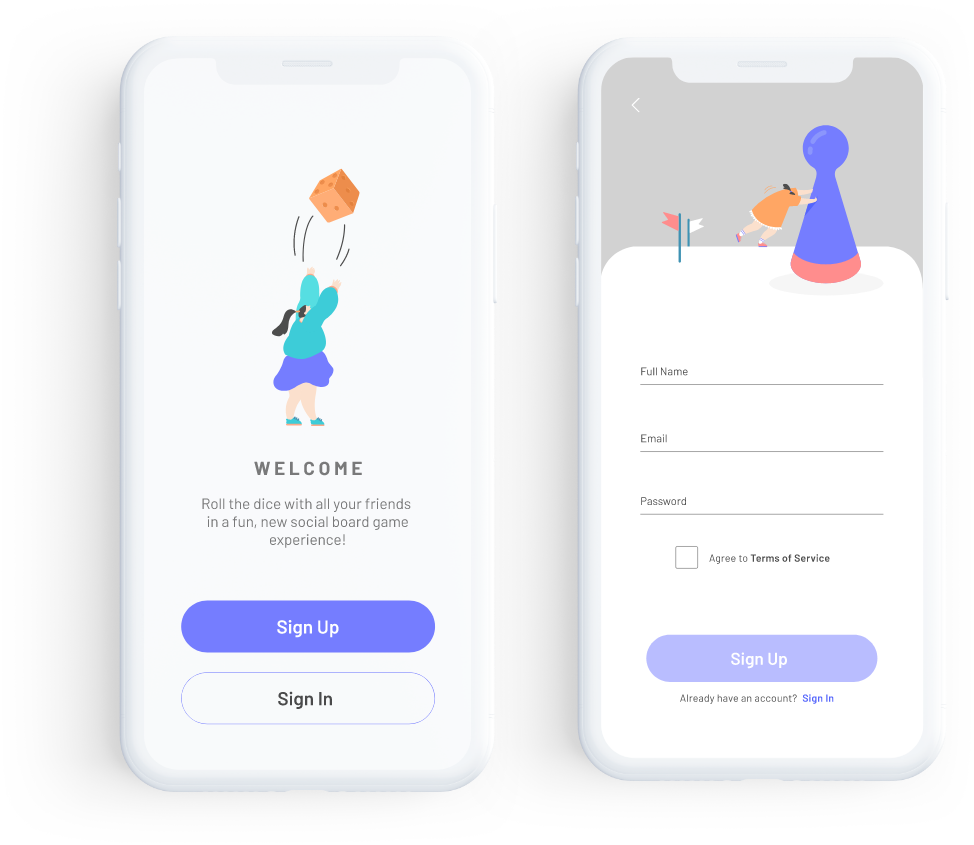 WELCOME
Roll the dice with all your friends
in a fun, new social board game
experience!
Sign Up
Sign In
Full Name
Email
Password
Agree to Terms of Service
Sign Up
Already have an account? Sign In